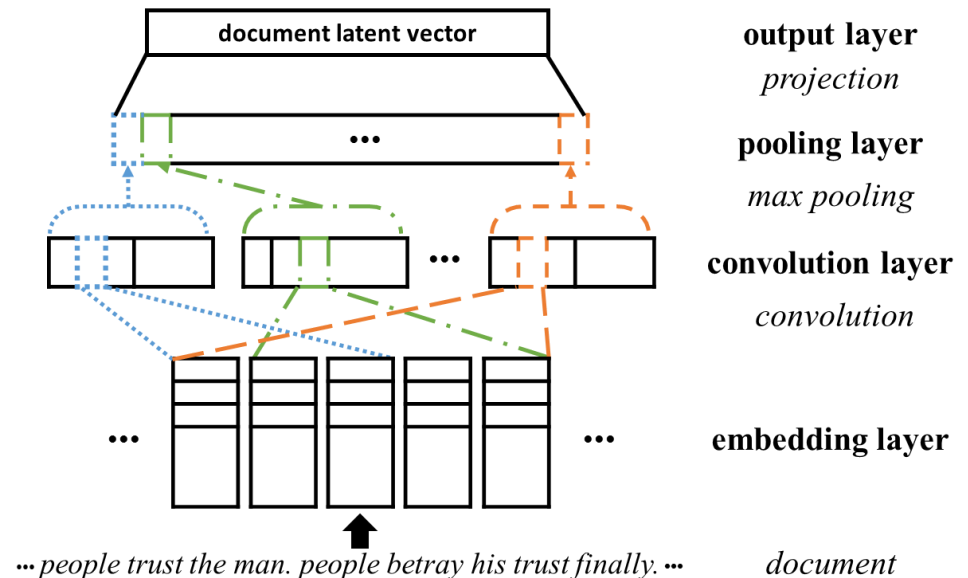 document latent vector
output layer
projection
...
pooling layer
max pooling
...
convolution layer
convolution
...
...
embedding layer
... people trust the man. people betray his trust finally. ...
document